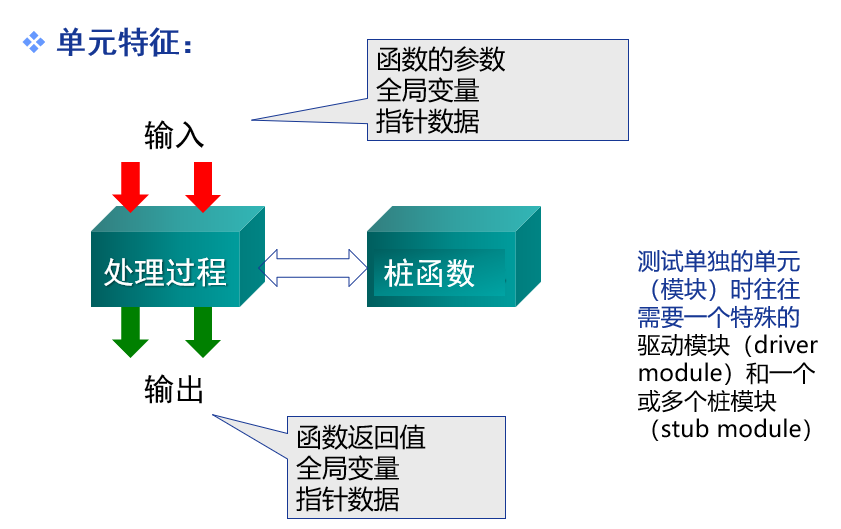 单元特征：
函数的参数
全局变量
指针数据
输入
处理过程
桩函数
测试单独的单元
（模块）时往往
需要一个特殊的
驱动模块（driver
module）和一个
或多个桩模块
（stub module）
输出
函数返回值
全局变量
指针数据